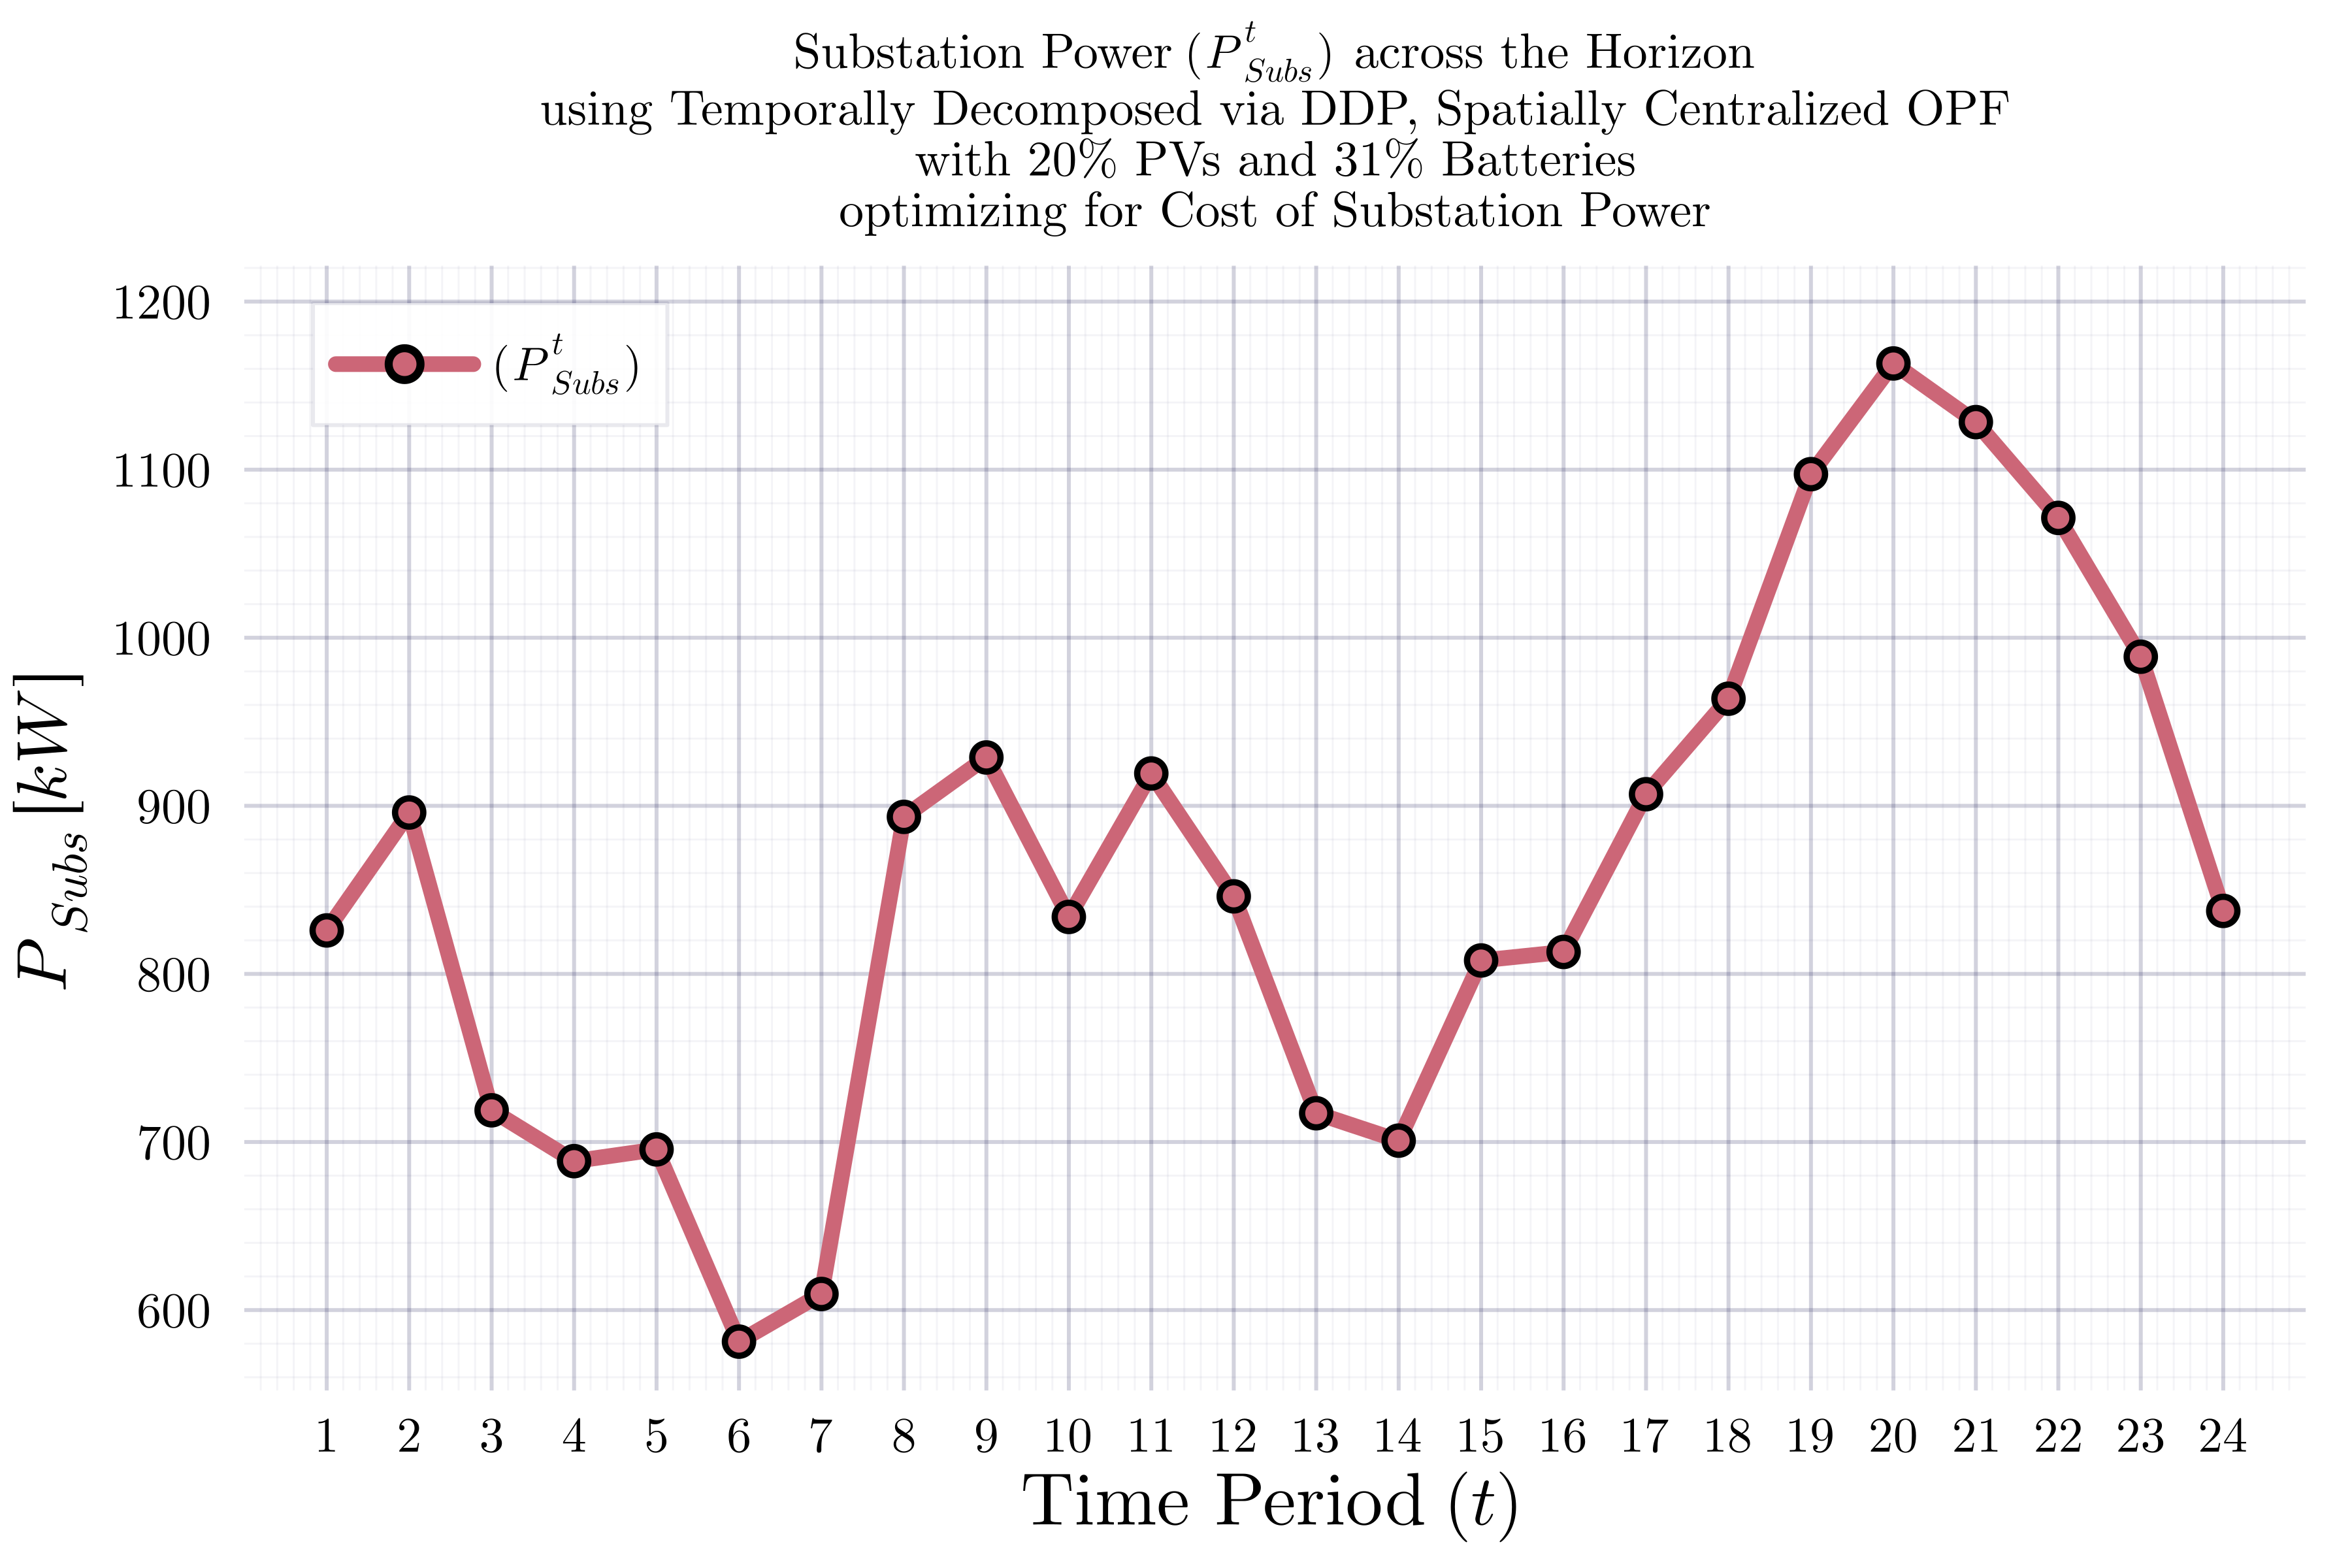 Substation Power (P^t_Subs) across the Horizon
using Temporally Decomposed via DDP, Spatially Centralized OPF
with 20% PVs and 31% Batteries
optimizing for Cost of Substation Power
(P^t_Subs)
1200
1100
1000
900
800
700
600
P_Subs [kW]
1 2 3 4 5 6 7 8 9 10 11 12 13 14 15 16 17 18 19 20 21 22 23 24
Time Period (t)